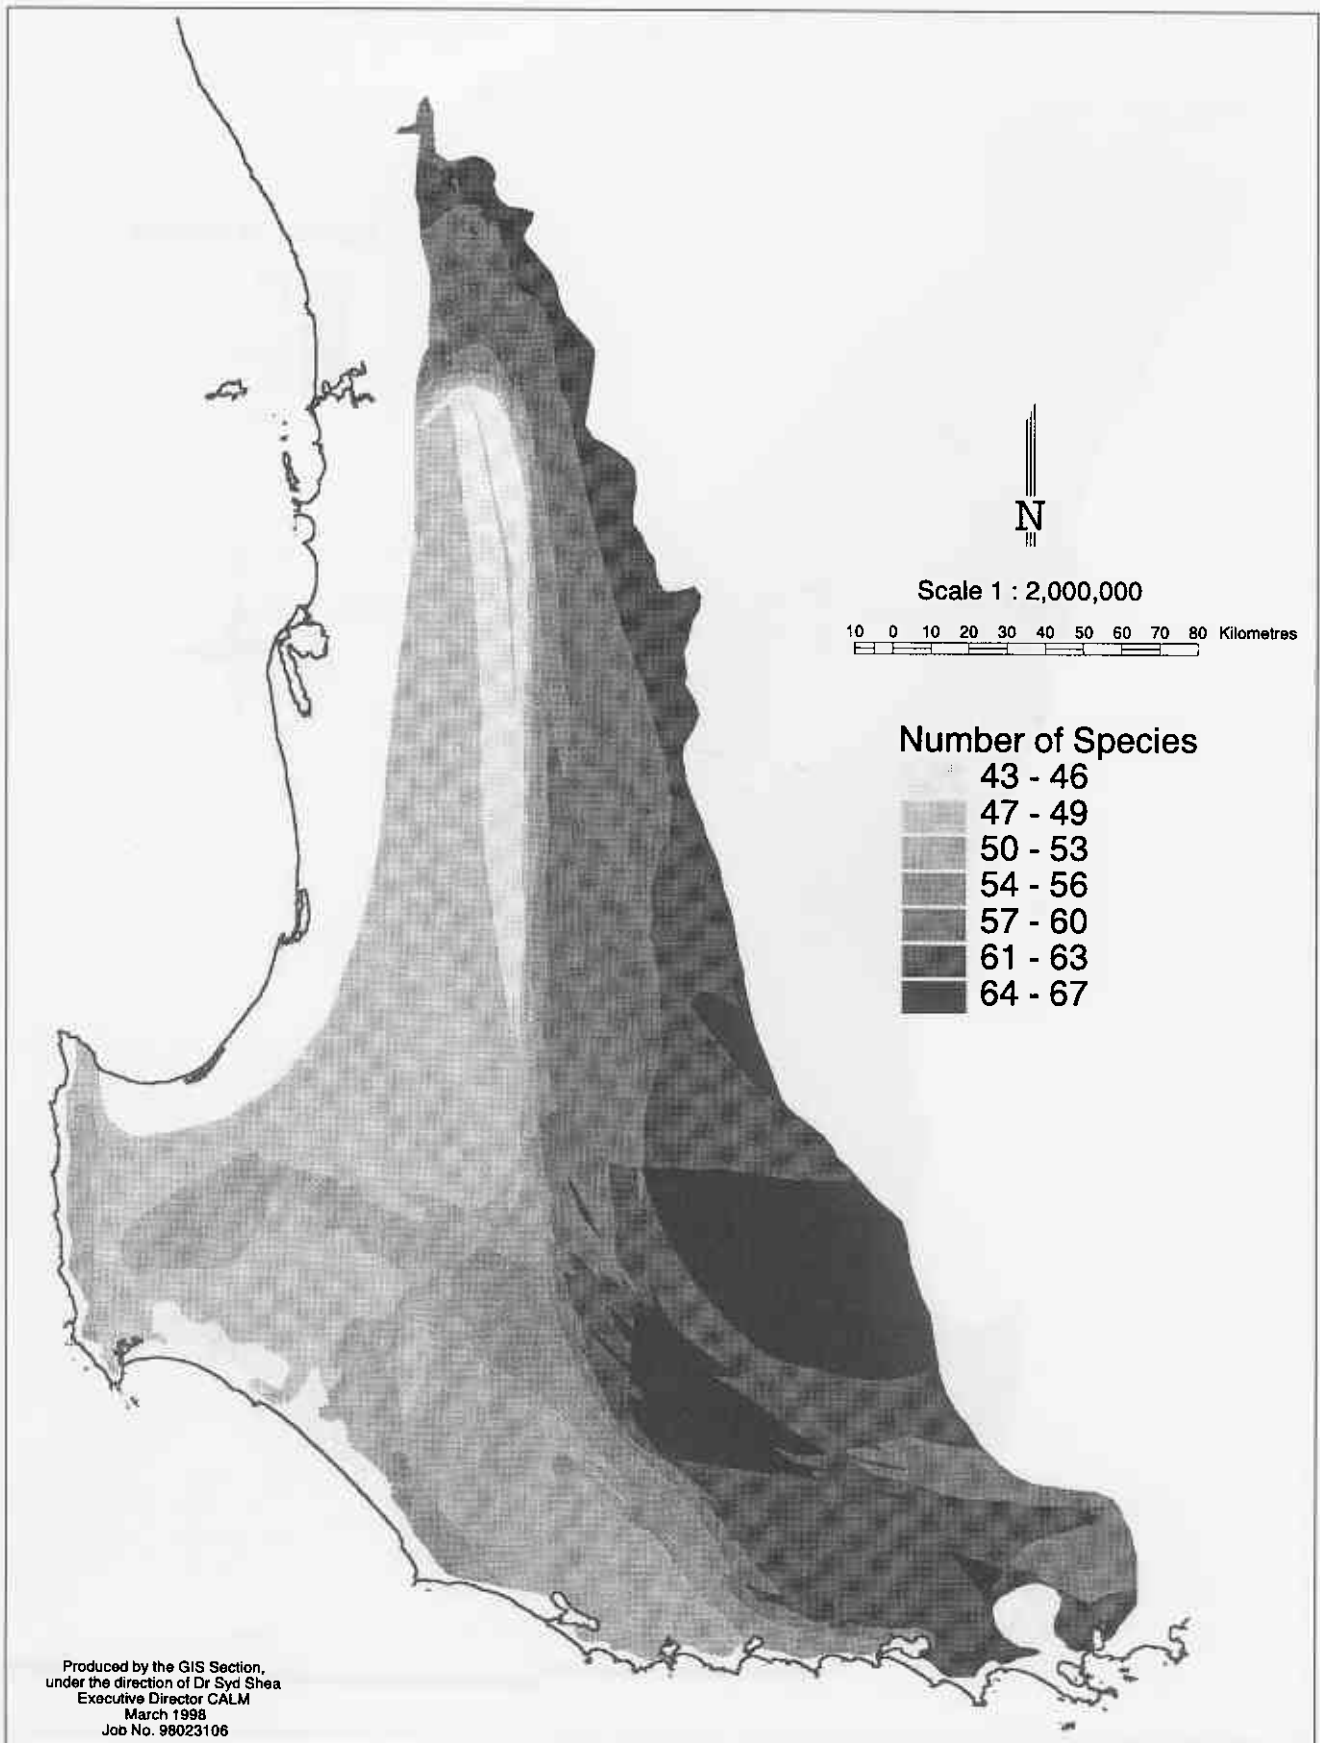 N
Scale 1 : 2,000,000
10 0 10 20 30 40 50 60 70 80 Kilometres
Number of Species
43 - 46
47 - 49
50 - 53
54 - 56
57 - 60
61 - 63
64 - 67
Produced by the GIS Section,
under the direction of Dr Syd Shea
Executive Director CALM
March 1998
Job No. 98023106